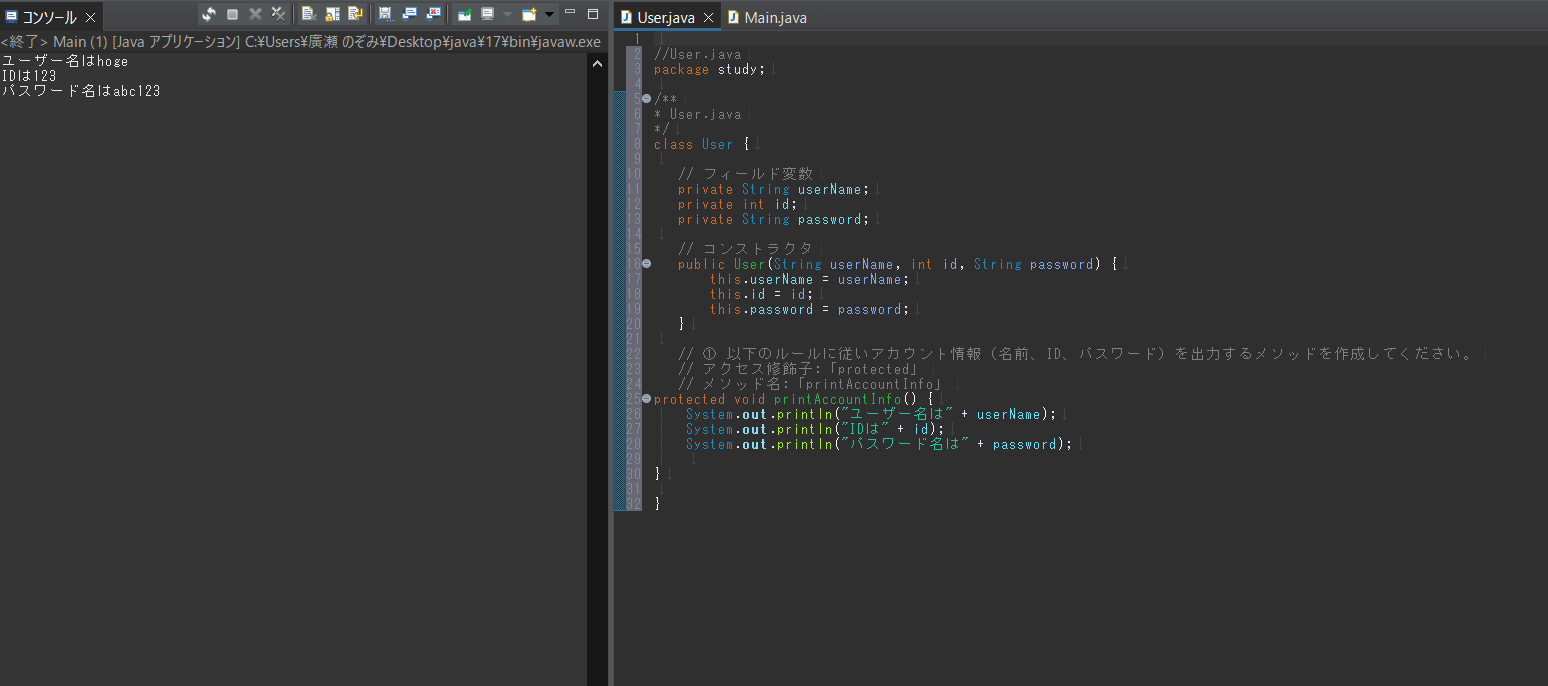 コンソール
<終了> Main (1) [Java アプリケーション] C:¥Users¥廣瀬 のぞみ¥Desktop¥java¥17¥bin¥javaw.exe
ユーザー名はhoge
IDは123
パスワード名はabc123
User.java
Main.java
1
2 //User.java
3 package study;
4
5 /**
6 * User.java
7 */
8 class User {
9
10 // フィールド変数
11 private String userName;
12 private int id;
13 private String password;
14
15 // コンストラクタ
16 public User(String userName, int id, String password) {
17 this.userName = userName;
18 this.id = id;
19 this.password = password;
20 }
21
22 // ① 以下のルールに従いアカウント情報（名前、ID、パスワード）を出力するメソッドを作成してください。
23 // アクセス修飾子：「protected」
24 // メソッド名：「printAccountInfo」
25 protected void printAccountInfo() {
26 System.out.println("ユーザー名は" + userName);
27 System.out.println("IDは" + id);
28 System.out.println("パスワード名は" + password);
29
30 }
31
32 }